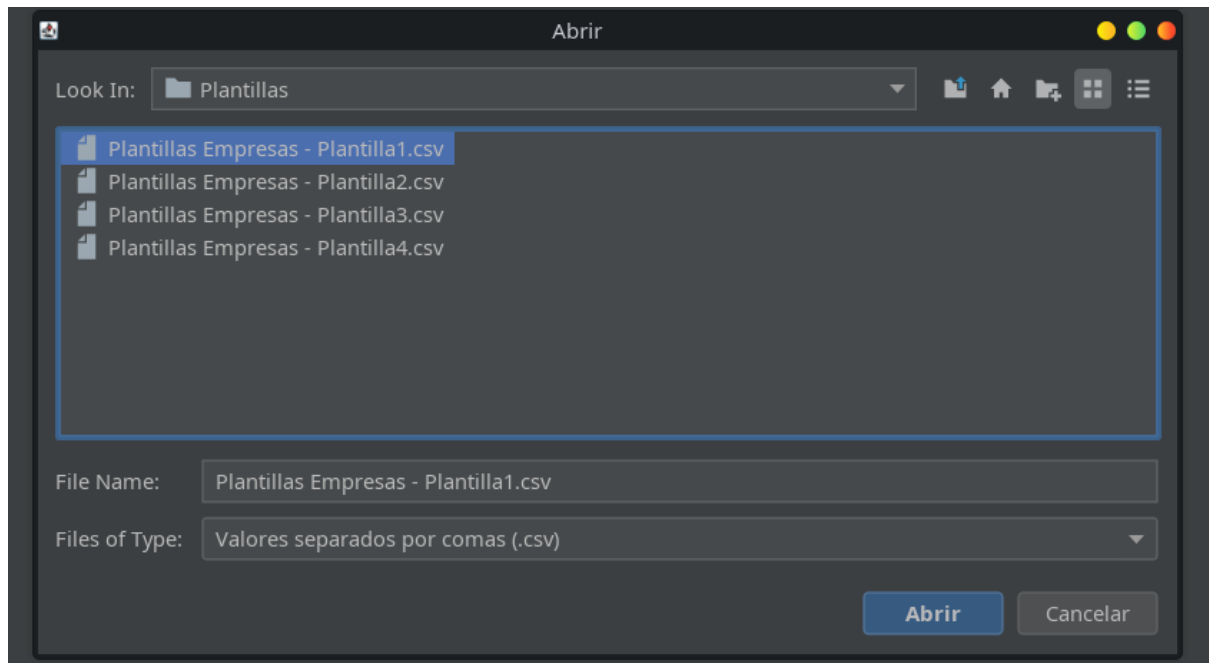 Abrir
Look In: Plantillas
Plantillas Empresas - Plantilla1.csv
Plantillas Empresas - Plantilla2.csv
Plantillas Empresas - Plantilla3.csv
Plantillas Empresas - Plantilla4.csv
File Name: Plantillas Empresas - Plantilla1.csv
Files of Type: Valores separados por comas (.csv)
Abrir Cancelar